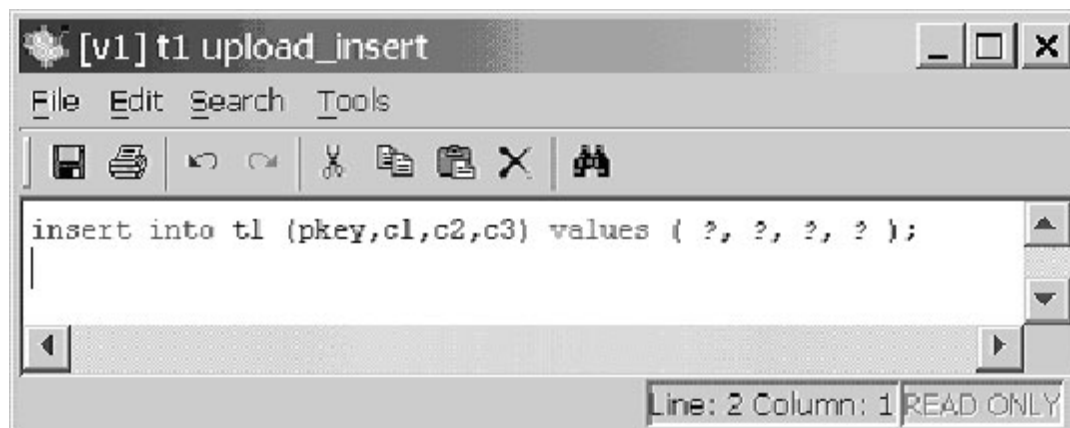 [v1] t1 upload_insert
File Edit Search Tools
insert into t1 (pkey,c1,c2,c3) values ( ?, ?, ?, ? );
Line: 2 Column: 1 READ ONLY